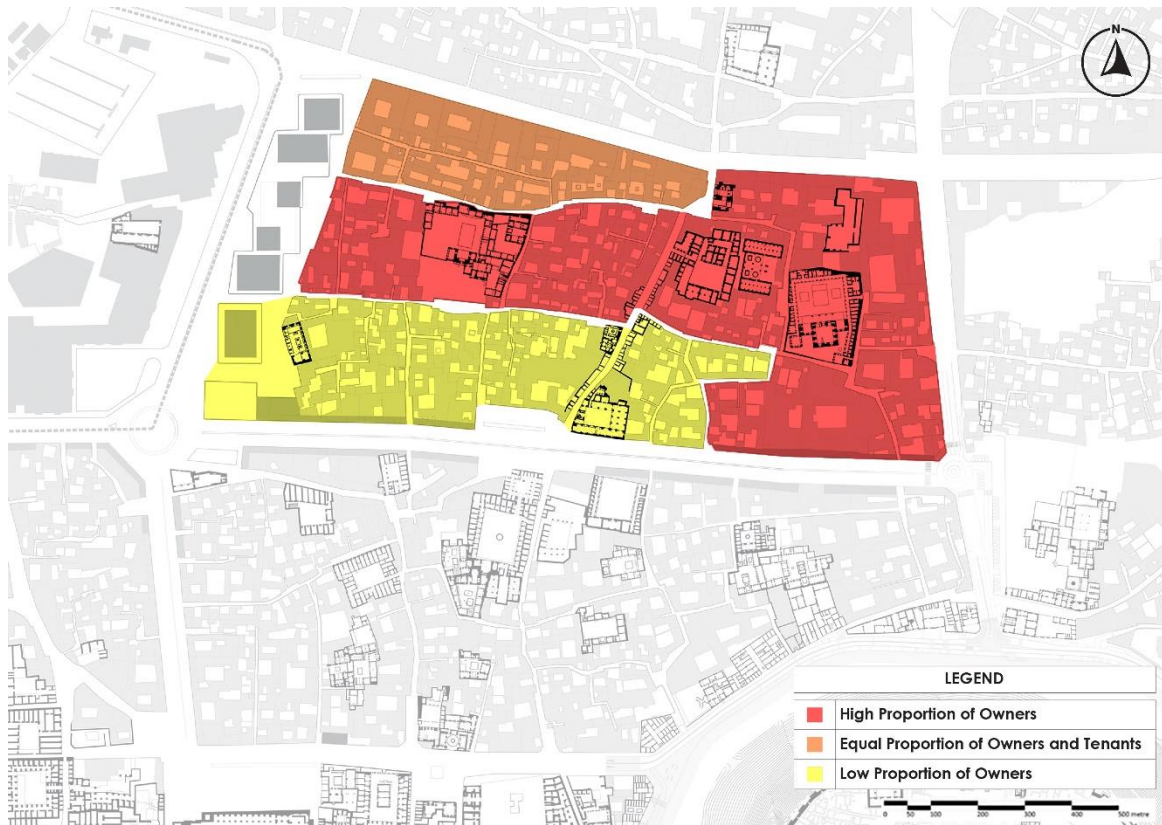 N
LEGEND
High Proportion of Owners
Equal Proportion of Owners and Tenants
Low Proportion of Owners
0 50 100 200 300 400 500 metre